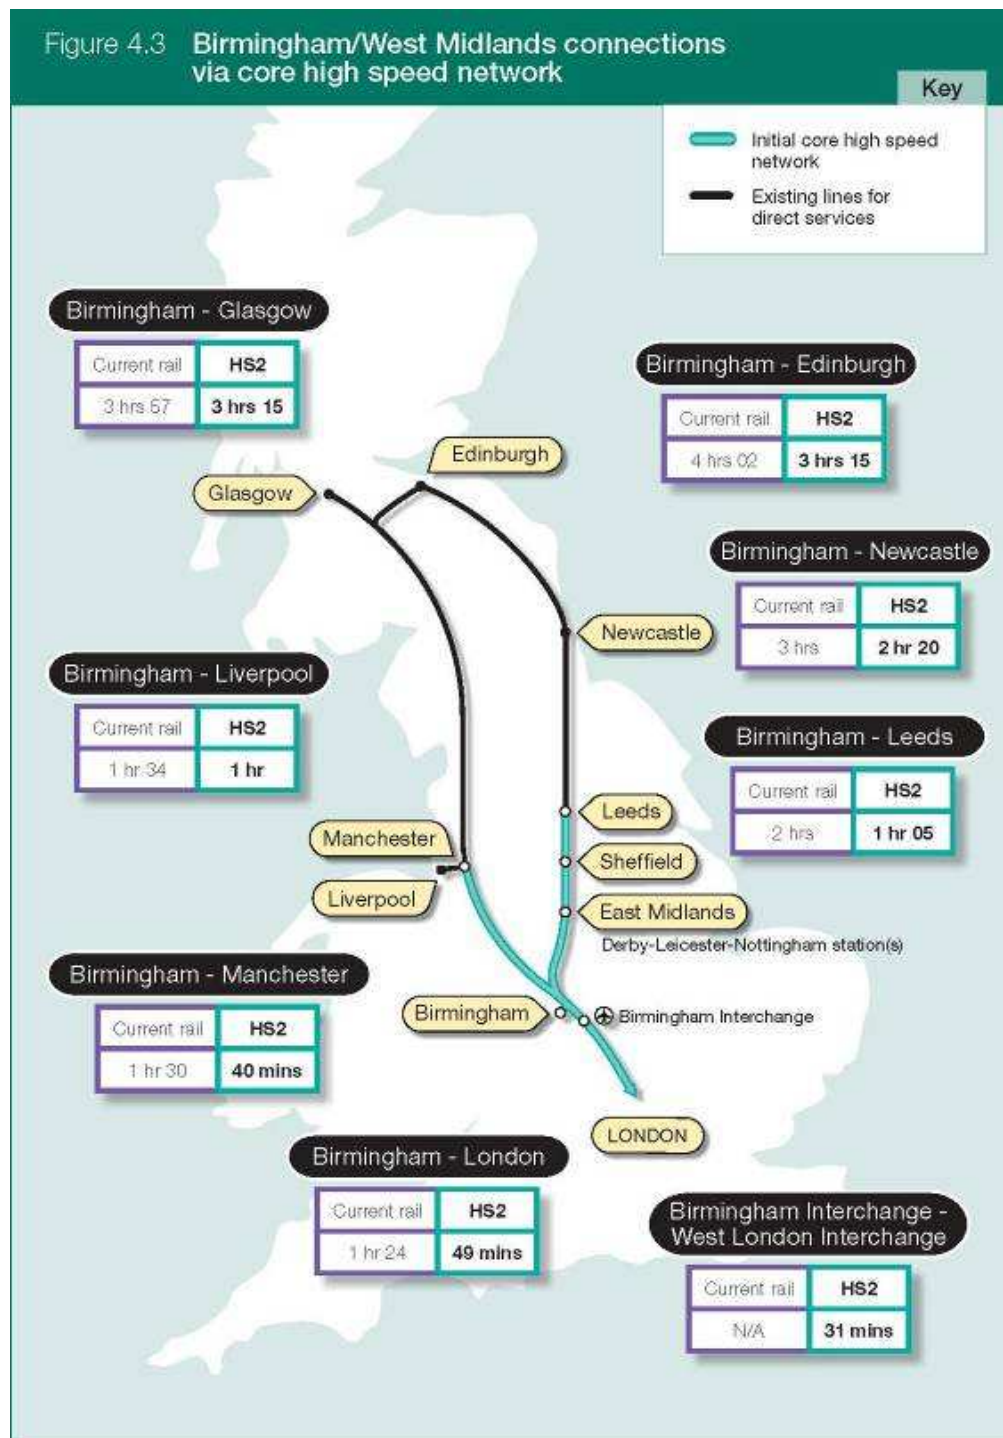 Figure 4.3 Birmingham/West Midlands connections
via core high speed network
Key
Initial core high speed
network
Existing lines for
direct services
Birmingham - Glasgow
Current rail HS2
3 hrs 57 3 hrs 15
Birmingham - Edinburgh
Current rail HS2
4 hrs 02 3 hrs 15
Edinburgh
Glasgow
Birmingham - Newcastle
Current rail HS2
3 hrs 2 hr 20
Newcastle
Birmingham - Liverpool
Current rail HS2
1 hr 34 1 hr
Birmingham - Leeds
Current rail HS2
2 hrs 1 hr 05
Leeds
Manchester
Sheffield
Liverpool
East Midlands
Derby-Leicester-Nottingham station(s)
Birmingham - Manchester
Current rail HS2
1 hr 30 40 mins
Birmingham
Birmingham Interchange
LONDON
Birmingham - London
Current rail HS2
1 hr 24 49 mins
Birmingham Interchange -
West London Interchange
Current rail HS2
N/A 31 mins